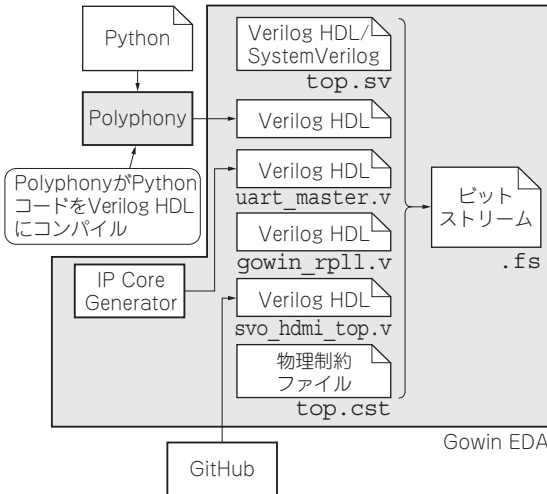 Python
Polyphony
PolyphonyがPython
コードをVerilog HDL
にコンパイル
IP Core
Generator
GitHub
Verilog HDL/
SystemVerilog
top.sv
Verilog HDL
Verilog HDL
uart_master.v
Verilog HDL
gowin_rpll.v
Verilog HDL
svo_hdmi_top.v
物理制約
ファイル
top.cst
ビット
ストリーム
.fs
Gowin EDA